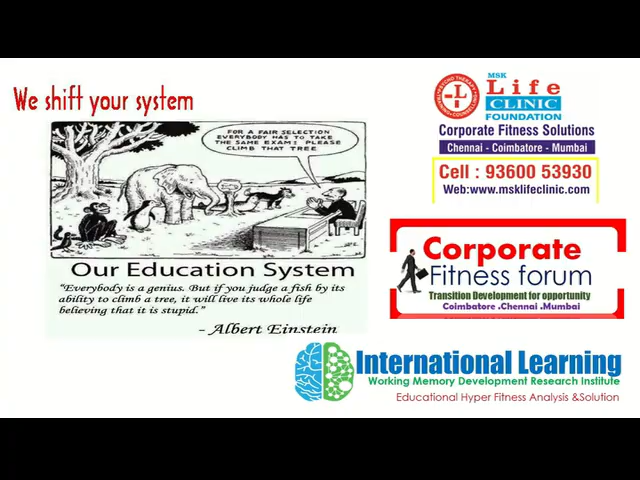 We shift your system
FOR A FAIR SELECTION
EVERYBODY HAS TO TAKE
THE SAME EXAM: PLEASE
CLIMB THAT TREE
Our Education System
“Everybody is a genius. But if you judge a fish by its
ability to climb a tree, it will live its whole life
believing that it is stupid.”
- Albert Einstein
MSK
Life
CLINIC
FOUNDATION
Corporate Fitness Solutions
Chennai - Coimbatore - Mumbai
Cell : 93600 53930
Web:www.msklifeclinic.com
Corporate
Fitness forum
Transition Development for opportunity
Coimbatore .Chennai .Mumbai
International Learning
Working Memory Development Research Institute
Educational Hyper Fitness Analysis &Solution